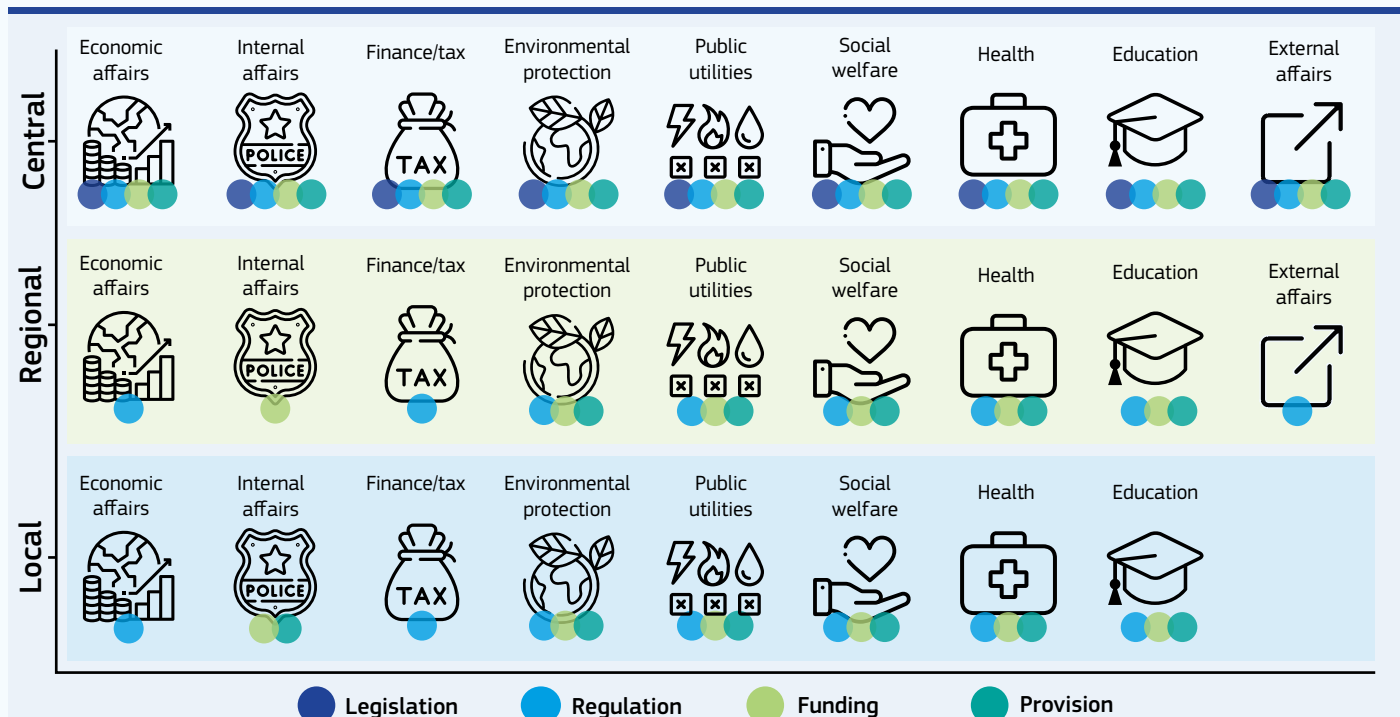 Central
Economic
affairs
Internal
affairs
Finance/tax
Environmental
protection
Public
utilities
Social
welfare
Health
Education
External
affairs
POLICE
TAX
Regional
Economic
affairs
Internal
affairs
Finance/tax
Environmental
protection
Public
utilities
Social
welfare
Health
Education
External
affairs
POLICE
TAX
Local
Economic
affairs
Internal
affairs
Finance/tax
Environmental
protection
Public
utilities
Social
welfare
Health
Education
POLICE
TAX
Legislation
Regulation
Funding
Provision